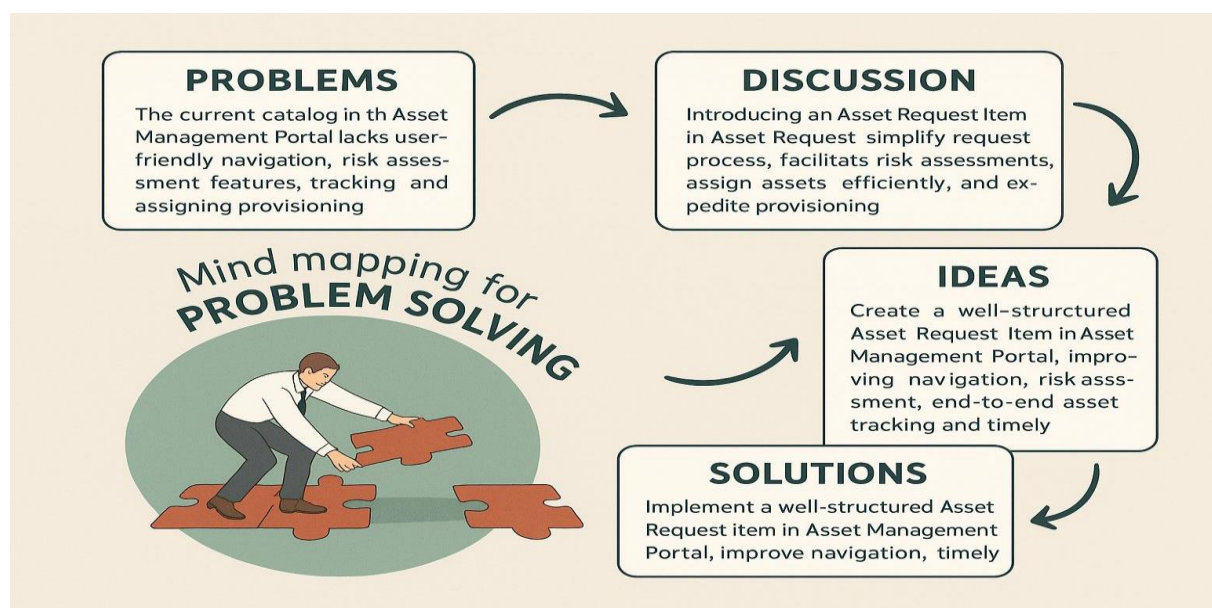 PROBLEMS
The current catalog in th Asset
Management Portal lacks user-
friendly navigation, risk asses-
sment features, tracking and
assigning provisioning
DISCUSSION
Introducing an Asset Request Item
in Asset Request simplify request
process, facilitats risk assessments,
assign assets efficiently, and ex-
pedite provisioning
Mind mapping for
PROBLEM SOLVING
IDEAS
Create a well-strurctured
Asset Request Item in Asset
Management Portal, impro-
ving navigation, risk asss-
sment, end-to-end asset
tracking and timely
SOLUTIONS
Implement a well-structured Asset
Request item in Asset Management
Portal, improve navigation, timely